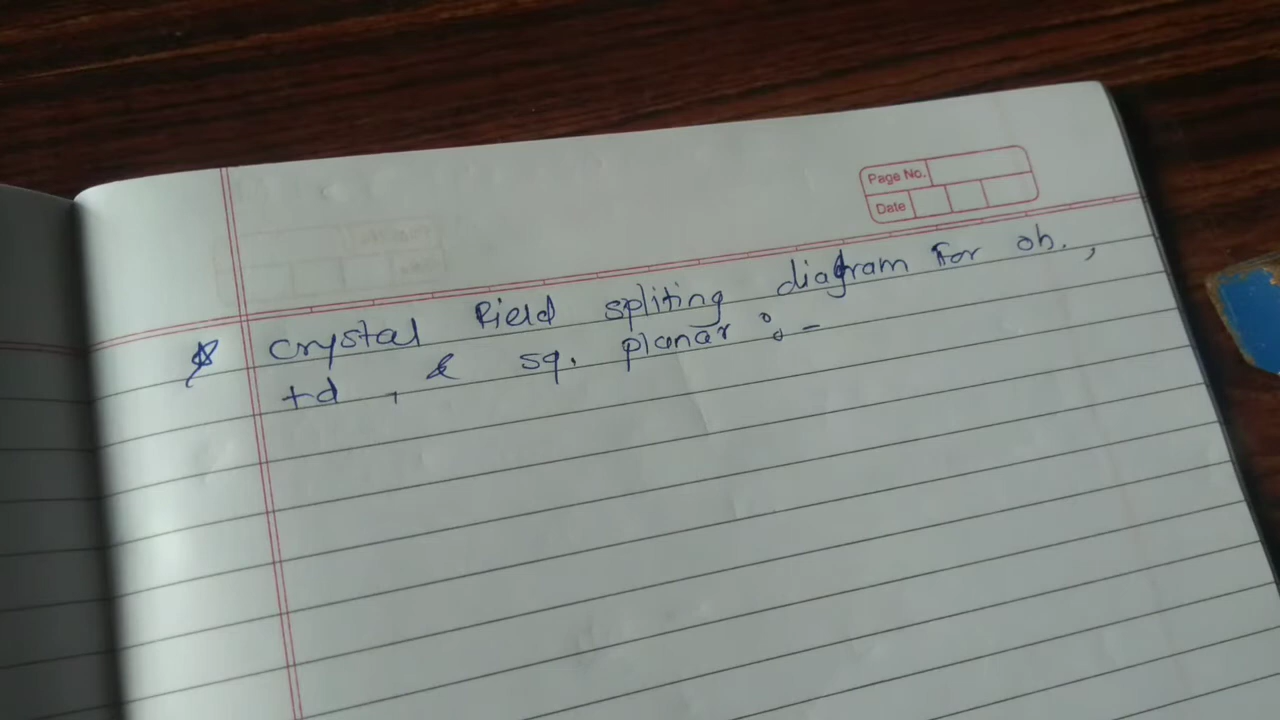 Page No.
Date
crystal Field spliting diagram For oh. ,
td , & sq. planar :-